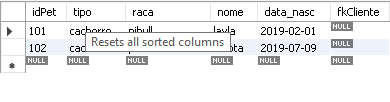 idPet tipo raca nome data_nasc fkCliente
101 cachorro pibull layla 2019-02-01 NULL
102 2019-07-09 NULL
NULL NULL NULL NULL NULL NULL
Resets all sorted columns